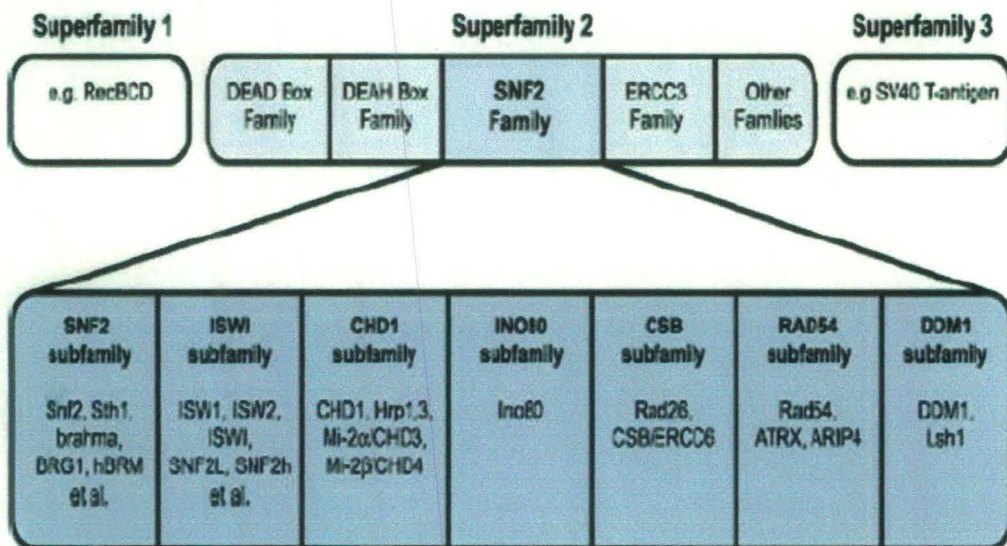 Superfamily 1
Superfamily 2
Superfamily 3
e.g. RecBCD
DEAD Box
Family
DEAH Box
Family
SNF2
Family
ERCC3
Family
Other
Families
e.g SV40 T-antigen
SNF2
subfamily
Snf2, Sth1,
brahma,
BRG1, hBRM
et al.
ISWI
subfamily
ISW1, ISW2,
ISWI,
SNF2L, SNF2h
et al.
CHD1
subfamily
CHD1, Hrp1,3,
Mi-2α/CHD3,
Mi-2β/CHD4
INO80
subfamily
Ino80
CSB
subfamily
Rad26,
CSB/ERCC6
RAD54
subfamily
Rad54,
ATRX, ARIP4
DDM1
subfamily
DDM1,
Lsh1